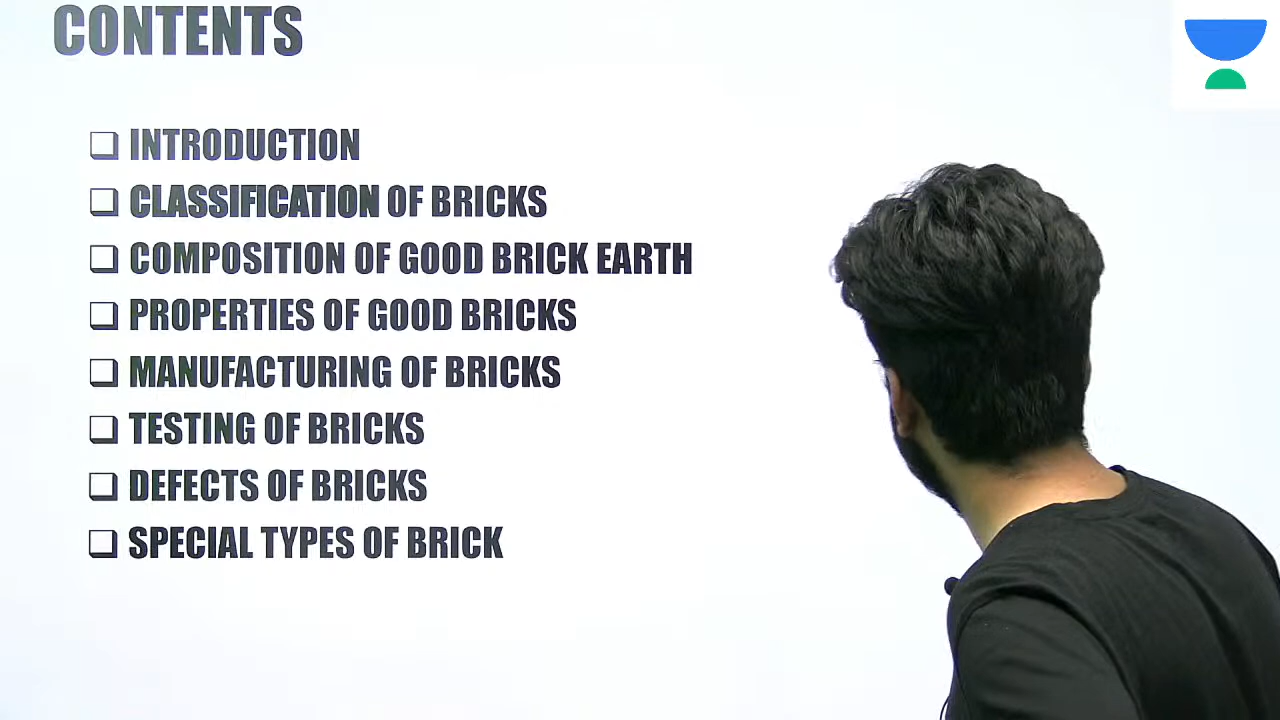 CONTENTS
INTRODUCTION
CLASSIFICATION OF BRICKS
COMPOSITION OF GOOD BRICK EARTH
PROPERTIES OF GOOD BRICKS
MANUFACTURING OF BRICKS
TESTING OF BRICKS
DEFECTS OF BRICKS
SPECIAL TYPES OF BRICK